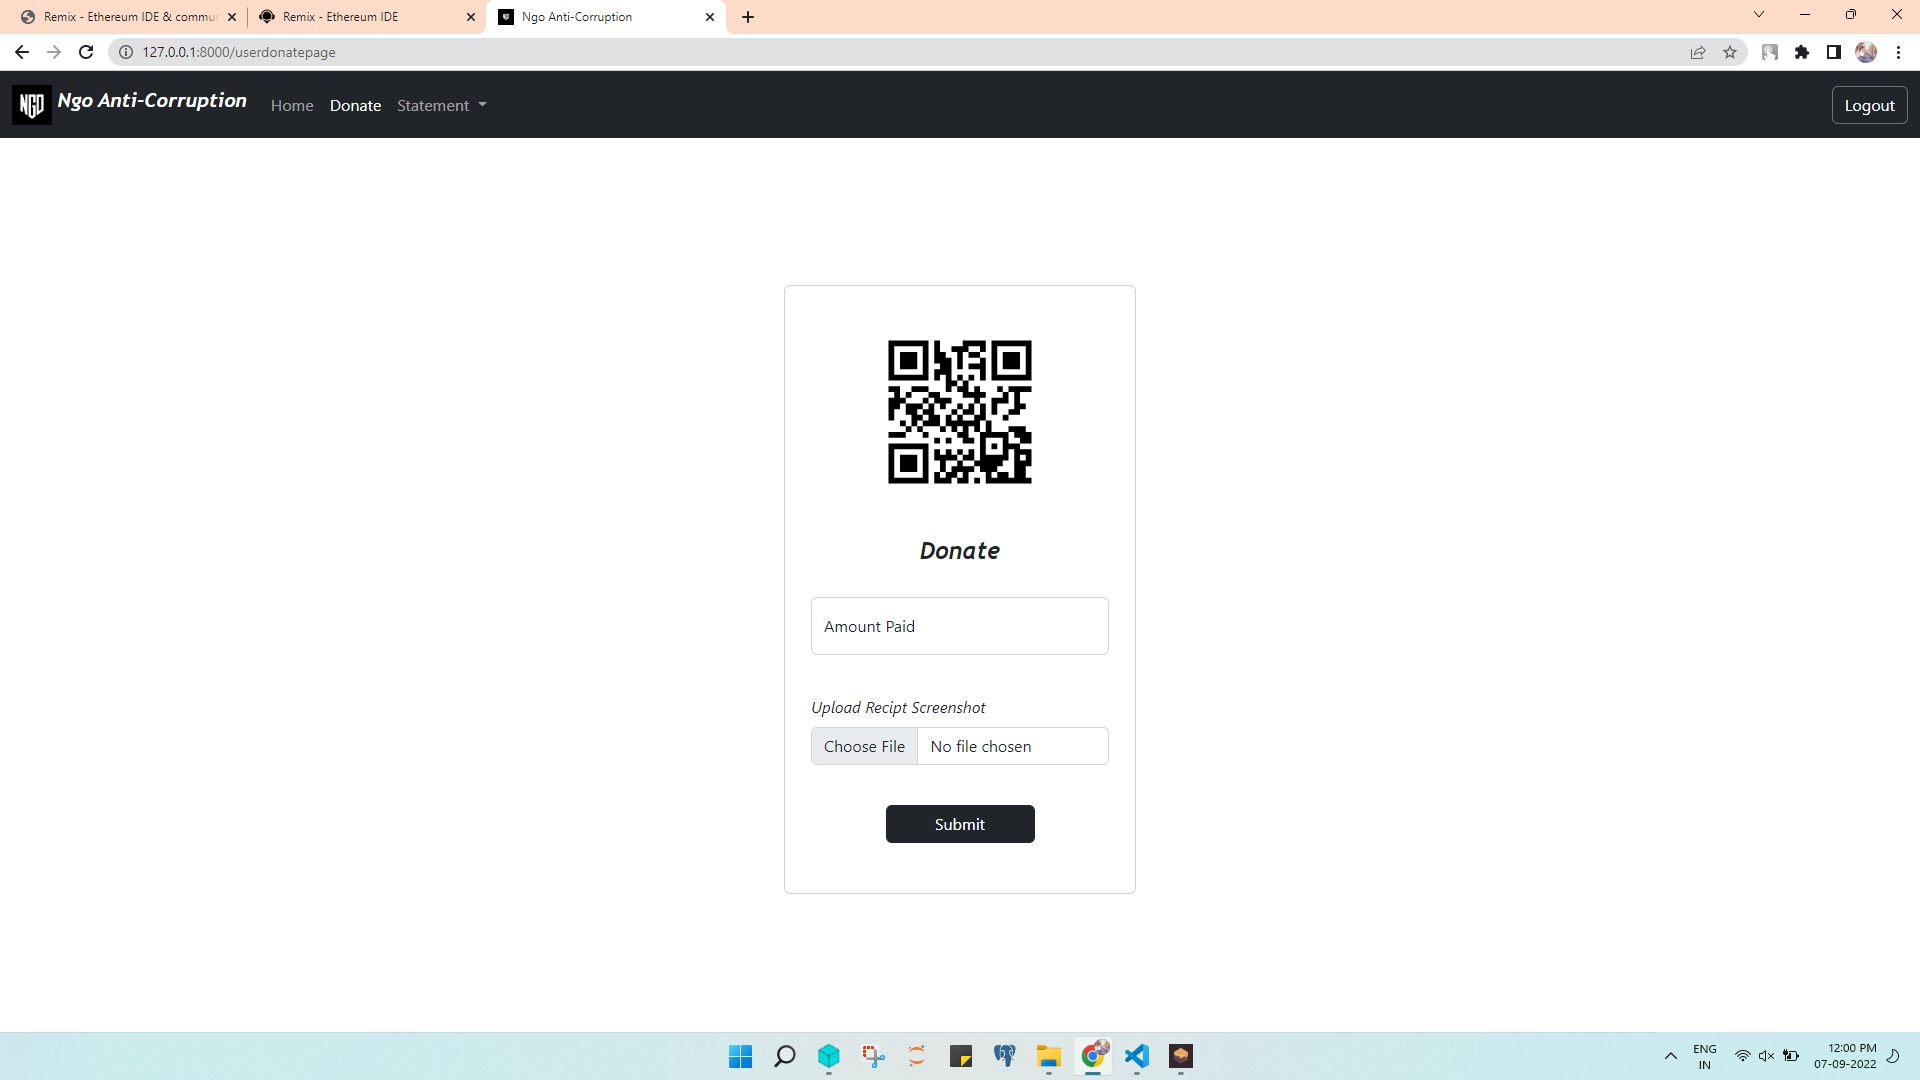 Remix - Ethereum IDE & commu
Remix - Ethereum IDE
Ngo Anti-Corruption
127.0.0.1:8000/userdonatepage
NGO
Ngo Anti-Corruption
Home
Donate
Statement
Logout
Donate
Amount Paid
Upload Recipt Screenshot
Choose File
No file chosen
Submit
ENG
IN
12:00 PM
07-09-2022